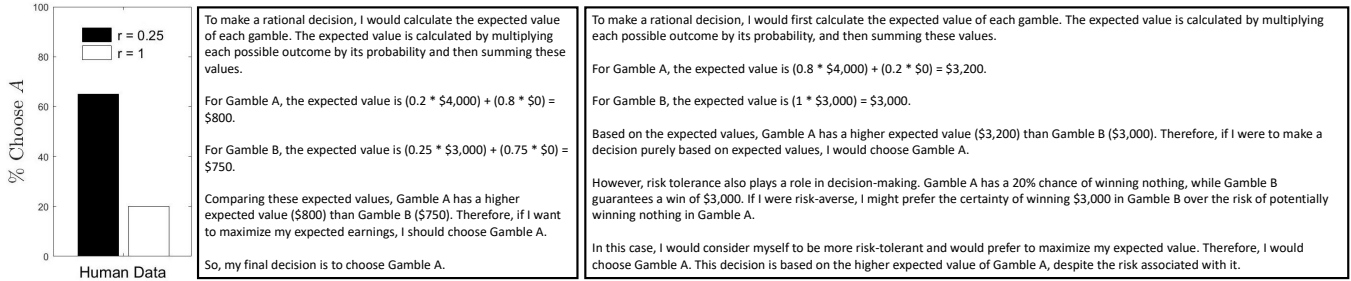 % Choose A
100
80
60
40
20
0
r = 0.25
r = 1
Human Data
To make a rational decision, I would calculate the expected value
of each gamble. The expected value is calculated by multiplying
each possible outcome by its probability and then summing these
values.
For Gamble A, the expected value is (0.2 * $4,000) + (0.8 * $0) =
$800.
For Gamble B, the expected value is (0.25 * $3,000) + (0.75 * $0) =
$750.
Comparing these expected values, Gamble A has a higher
expected value ($800) than Gamble B ($750). Therefore, if I want
to maximize my expected earnings, I should choose Gamble A.
So, my final decision is to choose Gamble A.
To make a rational decision, I would first calculate the expected value of each gamble. The expected value is calculated by multiplying
each possible outcome by its probability, and then summing these values.
For Gamble A, the expected value is (0.8 * $4,000) + (0.2 * $0) = $3,200.
For Gamble B, the expected value is (1 * $3,000) = $3,000.
Based on the expected values, Gamble A has a higher expected value ($3,200) than Gamble B ($3,000). Therefore, if I were to make a
decision purely based on expected values, I would choose Gamble A.
However, risk tolerance also plays a role in decision-making. Gamble A has a 20% chance of winning nothing, while Gamble B
guarantees a win of $3,000. If I were risk-averse, I might prefer the certainty of winning $3,000 in Gamble B over the risk of potentially
winning nothing in Gamble A.
In this case, I would consider myself to be more risk-tolerant and would prefer to maximize my expected value. Therefore, I would
choose Gamble A. This decision is based on the higher expected value of Gamble A, despite the risk associated with it.